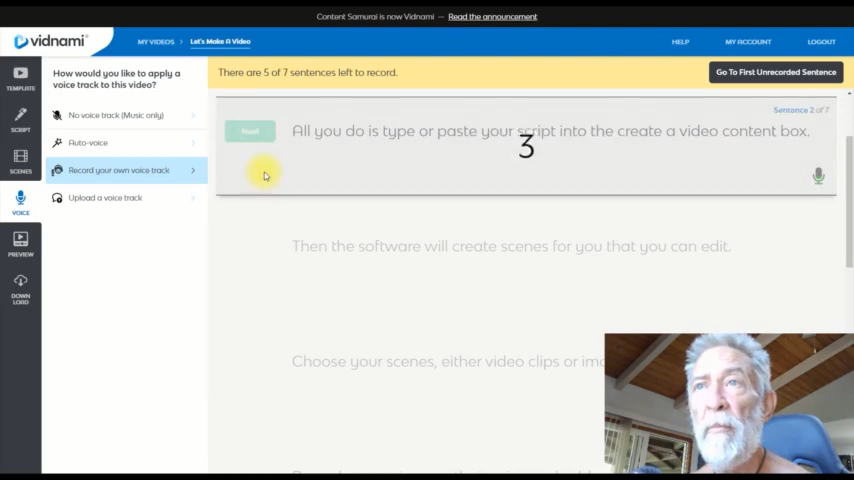 Content Samurai is now Vidnami — Read the announcement
vidnami
MY VIDEOS > Let's Make A Video
HELP
MY ACCOUNT
LOGOUT
TEMPLATE
SCRIPT
SCENES
VOICE
PREVIEW
DOWN
LOAD
How would you like to apply a
voice track to this video?
No voice track (Music only)
Auto-voice
Record your own voice track
Upload a voice track
There are 5 of 7 sentences left to record.
Go To First Unrecorded Sentence
Sentence 2 of 7
All you do is type or paste your script into the create a video content box.
3
Then the software will create scenes for you that you can edit.
Choose your scenes, either video clips or